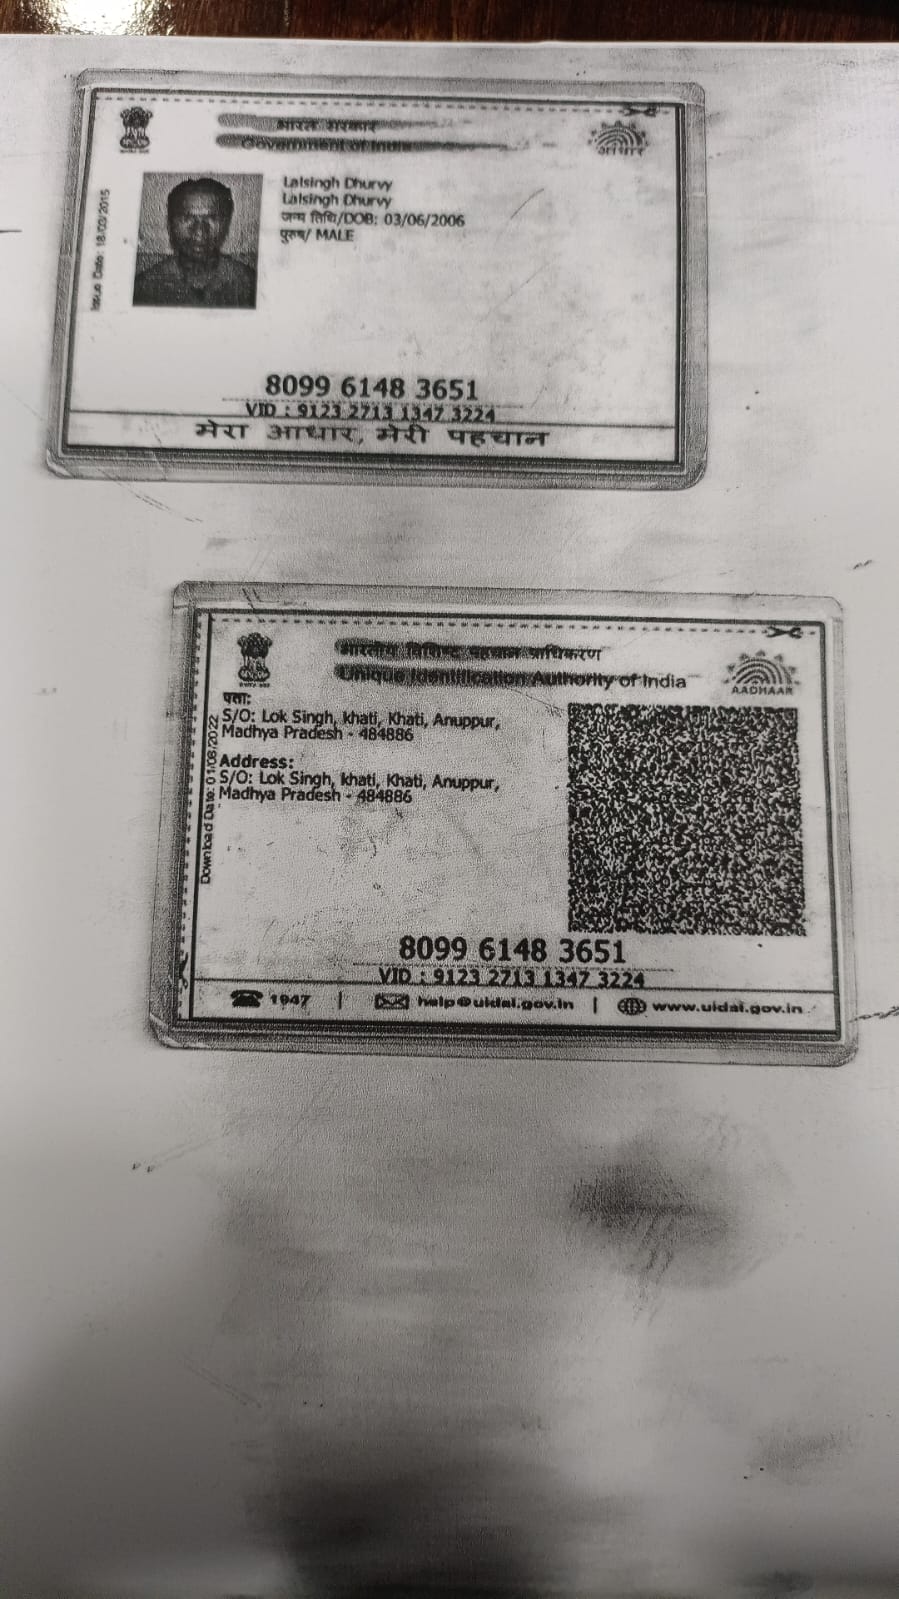 भारत सरकार
Government of India
Issue Date: 18/03/2015
Lalsingh Dhurvy
Lalsingh Dhurvy
जन्म तिथि/DOB: 03/06/2006
पुरुष/ MALE
8099 6148 3651
VID : 9123 2713 1347 3224
मेरा आधार, मेरी पहचान
भारतीय विशिष्ट पहचान प्राधिकरण
Unique Identification Authority of India
AADHAAR
Download Date: 01/08/2022
पता:
S/O: Lok Singh, khati, Khati, Anuppur,
Madhya Pradesh - 484886
Address:
S/O: Lok Singh, khati, Khati, Anuppur,
Madhya Pradesh - 484886
8099 6148 3651
VID : 9123 2713 1347 3224
1947 | help@uidai.gov.in | www.uidai.gov.in